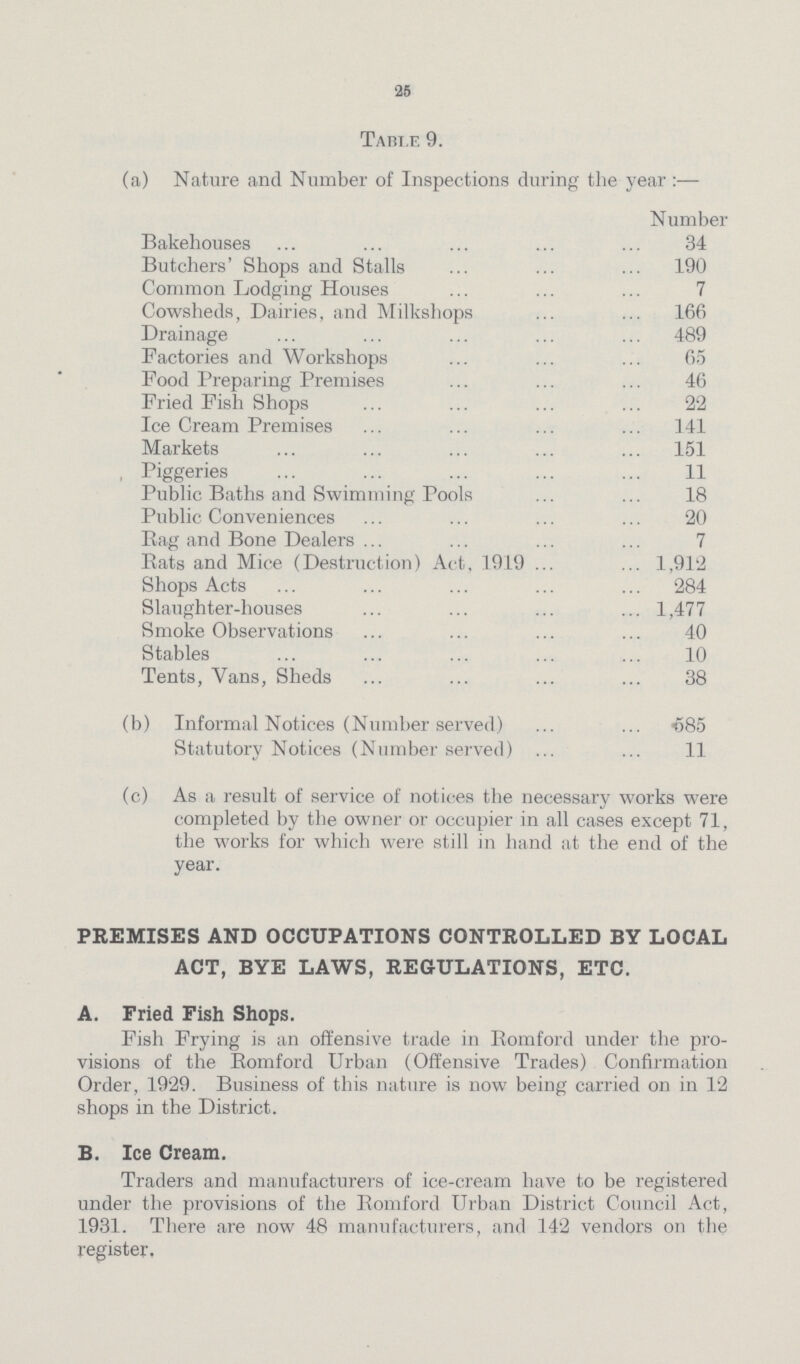 25
TABLE 9.
(a) Nature and Number of Inspections during the year :—
Number
Bakehouses ... ... ... ... ... 34
Butchers' Shops and Stalls ... ... ... 190
Common Lodging Houses ... ... ... 7
Cowsheds, Dairies, and Milkshops ... ... 166
Drainage ... ... ... ... ... 489
Factories and Workshops ... ... ... 65
Food Preparing Premises ... ... ... 46
Fried Fish Shops ... ... ... ... 22
Ice Cream Premises ... ... ... ... 141
Markets ... ... ... ... ... 151
Piggeries ... ... ... ... ... 11
Public Baths and Swimming Pools ... ... 18
Public Conveniences ... ... ... ... 20
Rag and Bone Dealers ... ... ... ... 7
Rats and Mice (Destruction) Act, 1919 ... ... 1,912
Shops Acts ... ... ... ... ... 284
Slaughter-houses ... ... ... ... 1,477
Smoke Observations ... ... ... ... 40
Stables ... ... ... ... ... 10
Tents, Vans, Sheds ... ... ... ... 38
(b) Informal Notices (Number served) ... ... 585
Statutory Notices (Number served) ... ... 11
(c) As a result of service of notices the necessary works were
completed by the owner or occupier in all cases except 71,
the works for which were still in hand at the end of the
year.
PREMISES AND OCCUPATIONS CONTROLLED BY LOCAL
ACT, BYE LAWS, REGULATIONS, ETC.
A. Fried Fish Shops.
Fish Frying is an offensive trade in Romford under the pro-
visions of the Romford Urban (Offensive Trades) Confirmation
Order, 1929. Business of this nature is now being carried on in 12
shops in the District.
B. Ice Cream.
Traders and manufacturers of ice-cream have to be registered
under the provisions of the Romford Urban District Council Act,
1931. There are now 48 manufacturers, and 142 vendors on the
register.